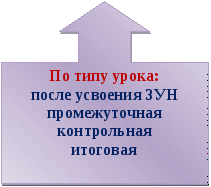 По типу урока:
после усвоения ЗУН
промежуточная
контрольная
итоговая